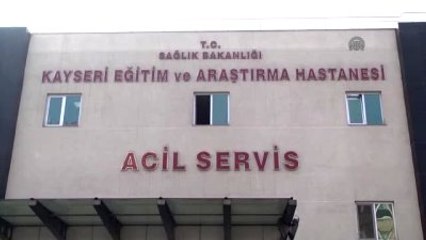 T.C.
SAĞLIK BAKANLIĞI
KAYSERİ EĞİTİM ve ARAŞTIRMA HASTANESİ
ACİL SERVİS